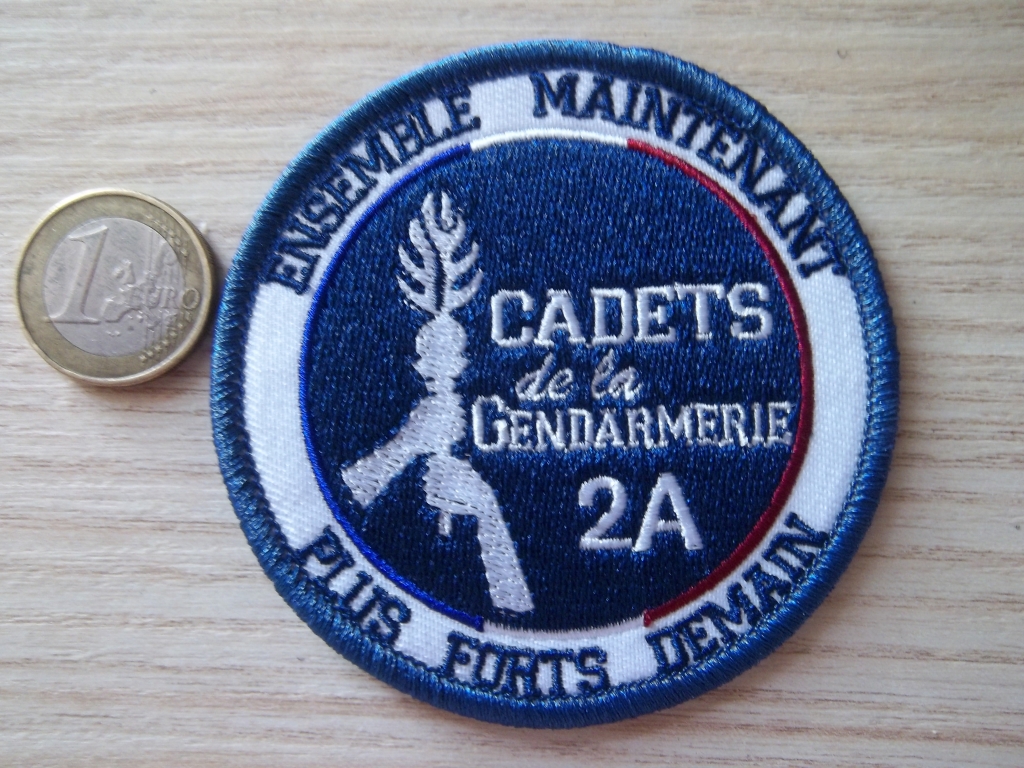 ENSEMBLE MAINTENANT
CADETS
de la
GENDARMERIE
2A
PLUS FORTS DEMAIN
1 EURO